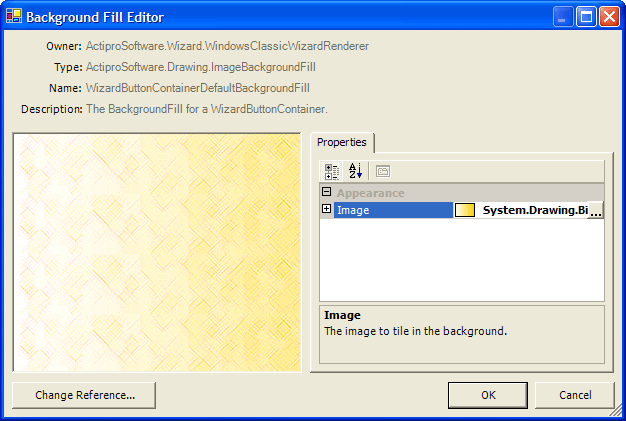 Background Fill Editor
Owner: ActiproSoftware.Wizard.WindowsClassicWizardRenderer
Type: ActiproSoftware.Drawing.ImageBackgroundFill
Name: WizardButtonContainerDefaultBackgroundFill
Description: The BackgroundFill for a WizardButtonContainer.
Properties
Appearance
Image System.Drawing.Bi...
Image
The image to tile in the background.
Change Reference... OK Cancel